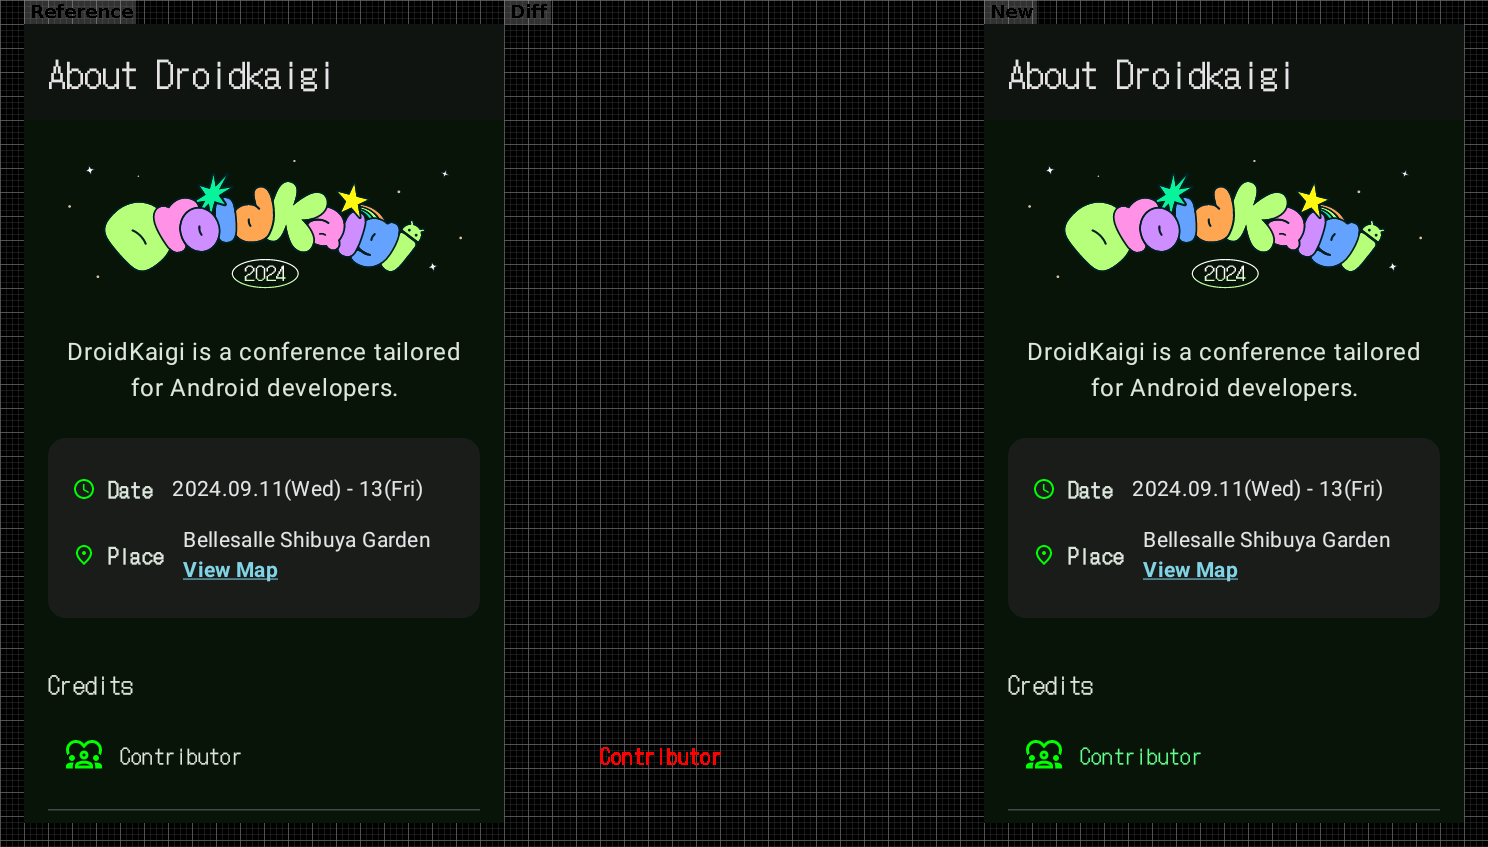 Reference
Diff
New
About Droidkaigi
DroidKaigi
2024
DroidKaigi is a conference tailored
for Android developers.
Date 2024.09.11(Wed) - 13(Fri)
Place Bellesalle Shibuya Garden
View Map
Credits
Contributor
Contributor
About Droidkaigi
DroidKaigi
2024
DroidKaigi is a conference tailored
for Android developers.
Date 2024.09.11(Wed) - 13(Fri)
Place Bellesalle Shibuya Garden
View Map
Credits
Contributor